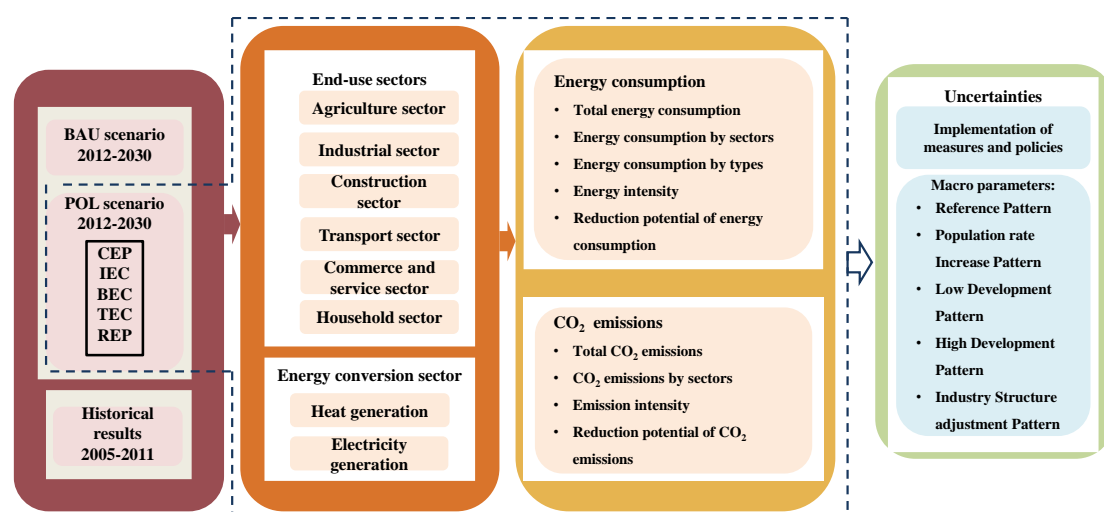 BAU scenario
2012-2030
POL scenario
2012-2030
CEP
IEC
BEC
TEC
REP
Historical
results
2005-2011
End-use sectors
Agriculture sector
Industrial sector
Construction
sector
Transport sector
Commerce and
service sector
Household sector
Energy conversion sector
Heat generation
Electricity
generation
Energy consumption
• Total energy consumption
• Energy consumption by sectors
• Energy consumption by types
• Energy intensity
• Reduction potential of energy
consumption
CO₂ emissions
• Total CO₂ emissions
• CO₂ emissions by sectors
• Emission intensity
• Reduction potential of CO₂
emissions
Uncertainties
Implementation of
measures and policies
Macro parameters:
• Reference Pattern
• Population rate
Increase Pattern
• Low Development
Pattern
• High Development
Pattern
• Industry Structure
adjustment Pattern